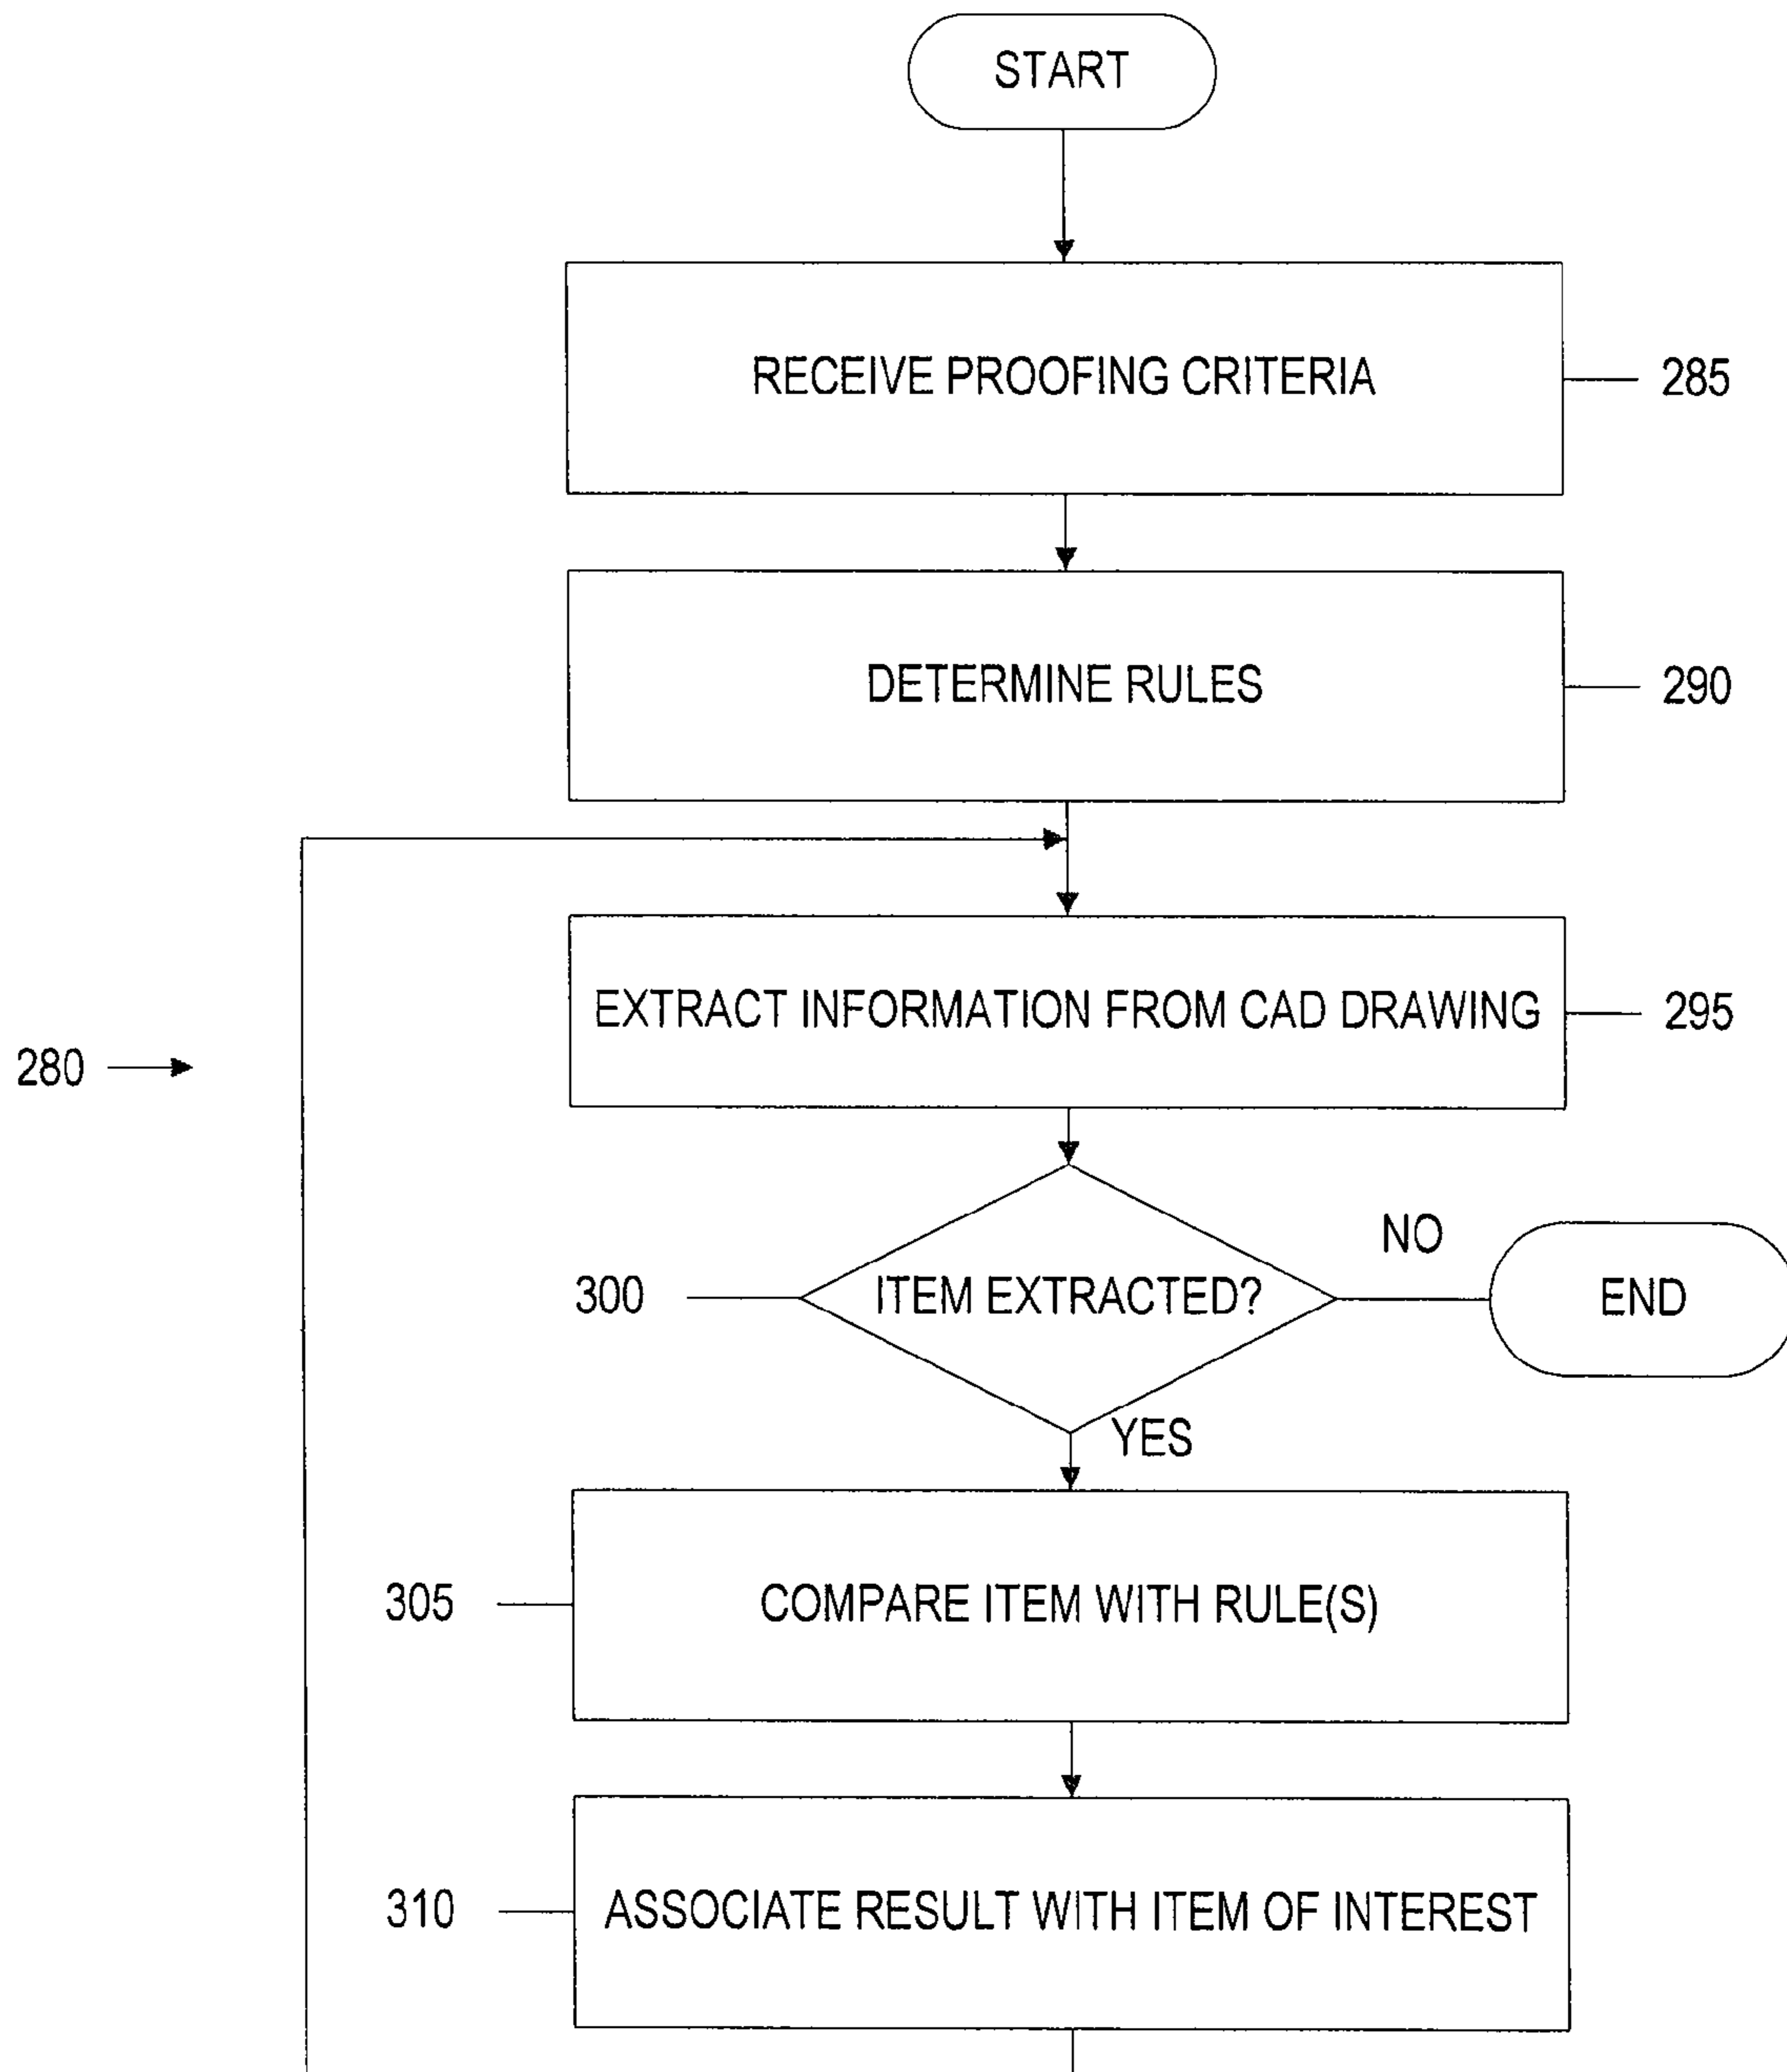 START
RECEIVE PROOFING CRITERIA
285
DETERMINE RULES
290
EXTRACT INFORMATION FROM CAD DRAWING
295
280
NO
300
ITEM EXTRACTED?
END
YES
305
COMPARE ITEM WITH RULE(S)
310
ASSOCIATE RESULT WITH ITEM OF INTEREST